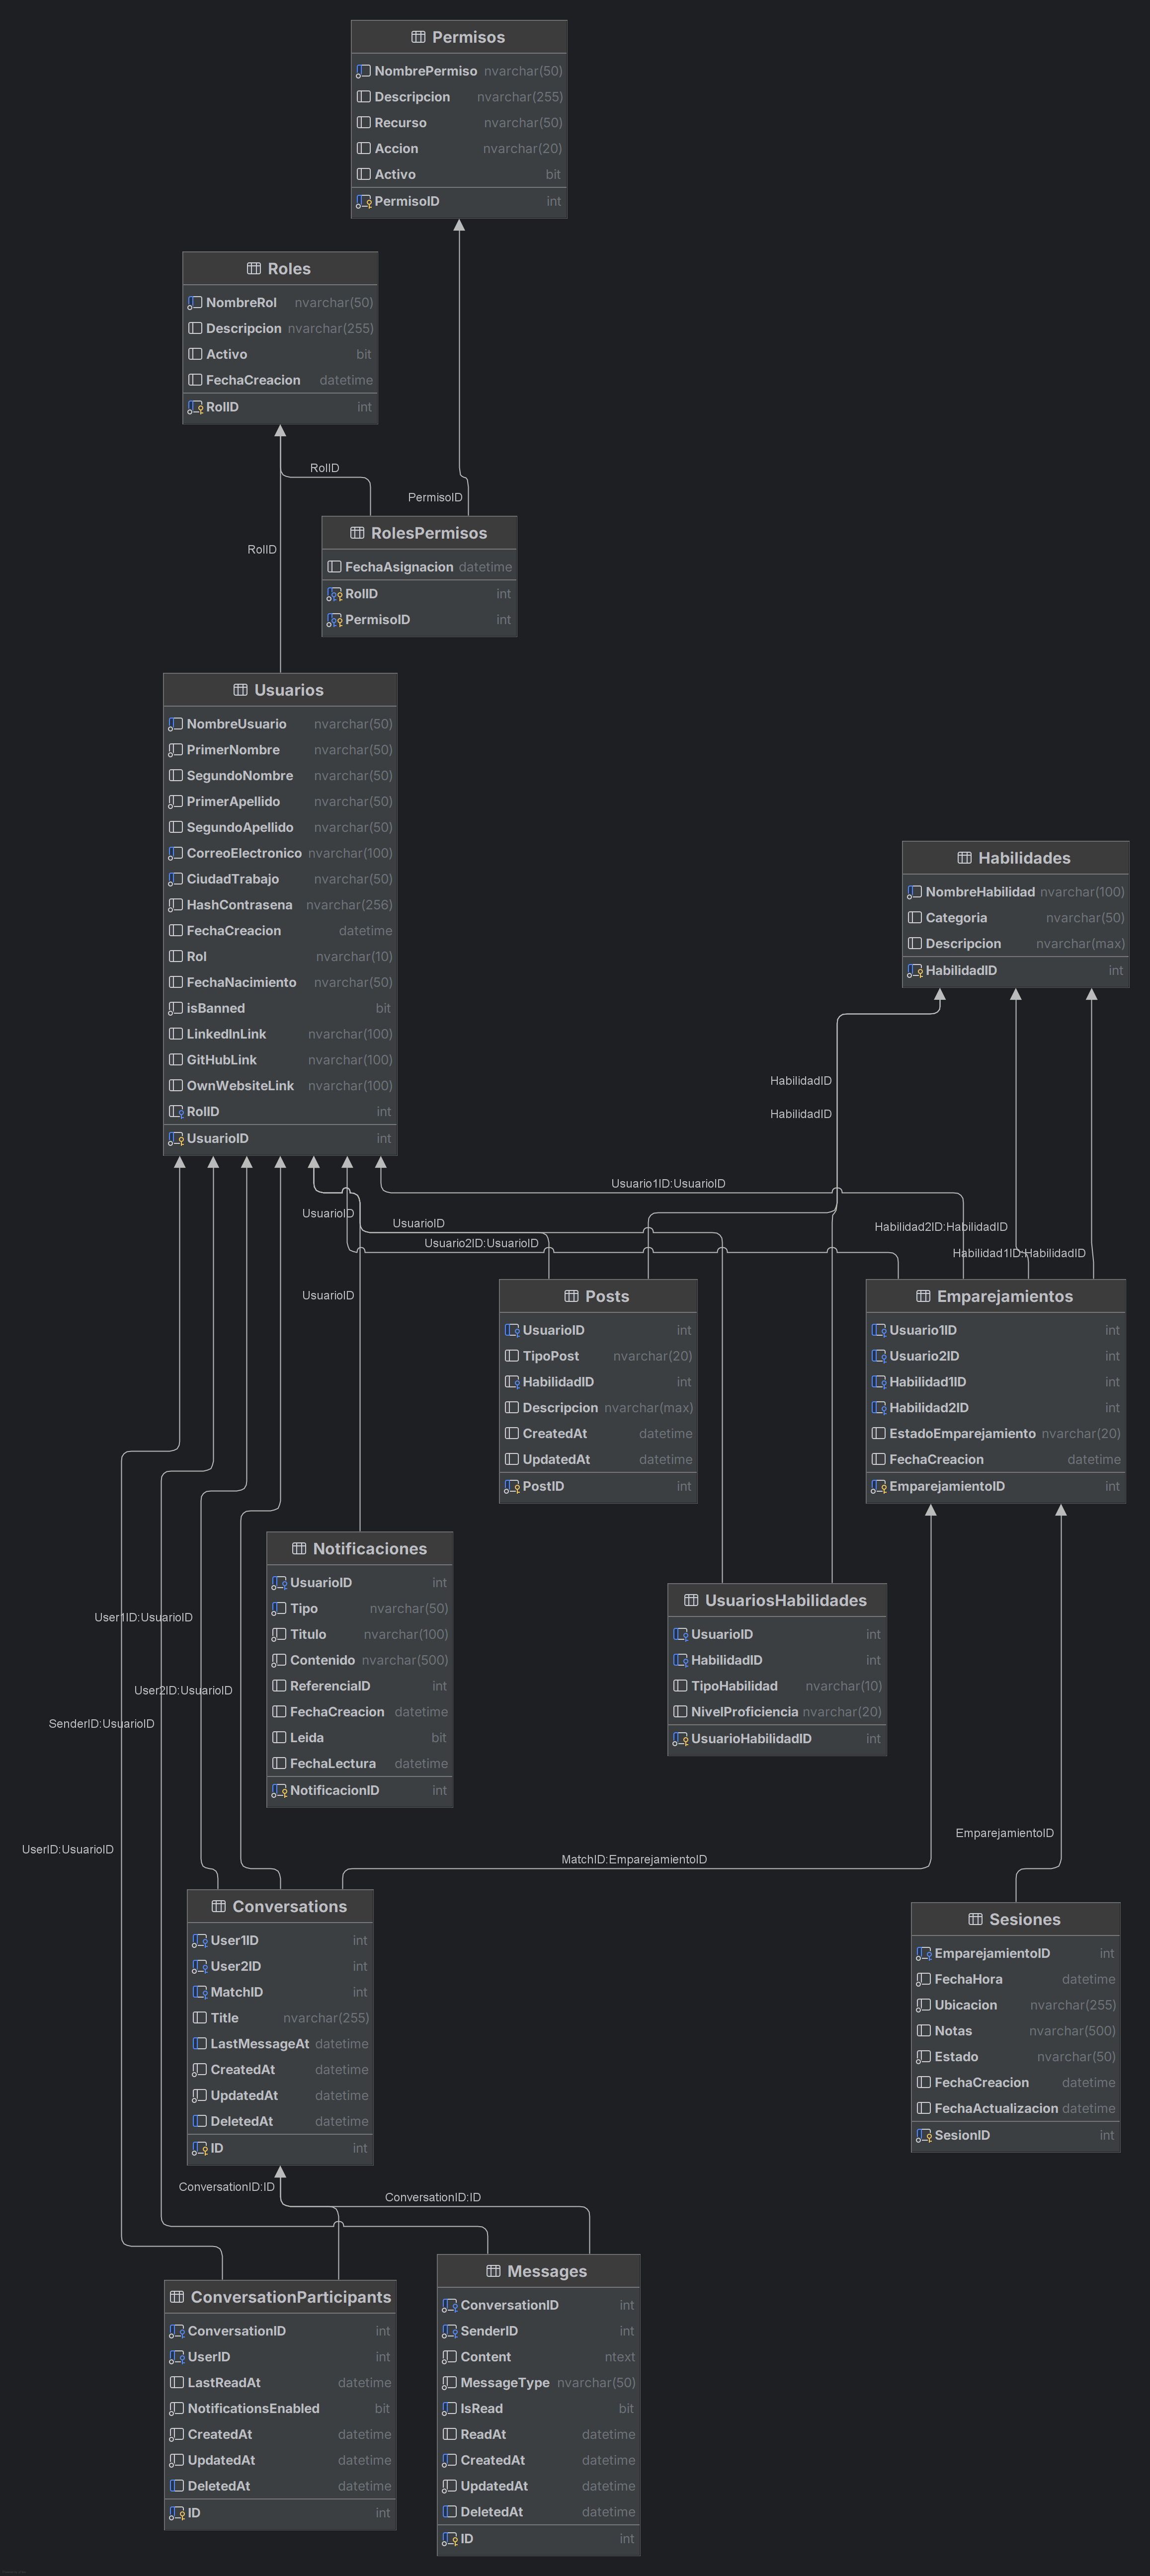 Permisos
NombrePermiso nvarchar(50)
Descripcion nvarchar(255)
Recurso nvarchar(50)
Accion nvarchar(20)
Activo bit
PermisoID int
Roles
NombreRol nvarchar(50)
Descripcion nvarchar(255)
Activo bit
FechaCreacion datetime
RolID int
RolID
PermisoID
RolID
RolesPermisos
FechaAsignacion datetime
RolID int
PermisoID int
Usuarios
NombreUsuario nvarchar(50)
PrimerNombre nvarchar(50)
SegundoNombre nvarchar(50)
PrimerApellido nvarchar(50)
SegundoApellido nvarchar(50)
CorreoElectronico nvarchar(100)
CiudadTrabajo nvarchar(50)
HashContrasena nvarchar(256)
FechaCreacion datetime
Rol nvarchar(10)
FechaNacimiento nvarchar(50)
isBanned bit
LinkedInLink nvarchar(100)
GitHubLink nvarchar(100)
OwnWebsiteLink nvarchar(100)
RolID int
UsuarioID int
Habilidades
NombreHabilidad nvarchar(100)
Categoria nvarchar(50)
Descripcion nvarchar(max)
HabilidadID int
HabilidadID
HabilidadID
Usuario1ID:UsuarioID
UsuarioID
UsuarioID
Habilidad2ID:HabilidadID
Usuario2ID:UsuarioID
Habilidad1ID:HabilidadID
UsuarioID
Posts
UsuarioID int
TipoPost nvarchar(20)
HabilidadID int
Descripcion nvarchar(max)
CreatedAt datetime
UpdatedAt datetime
PostID int
Emparejamientos
Usuario1ID int
Usuario2ID int
Habilidad1ID int
Habilidad2ID int
EstadoEmparejamiento nvarchar(20)
FechaCreacion datetime
EmparejamientoID int
Notificaciones
UsuarioID int
Tipo nvarchar(50)
Titulo nvarchar(100)
Contenido nvarchar(500)
ReferenciaID int
FechaCreacion datetime
Leida bit
FechaLectura datetime
NotificacionID int
UsuariosHabilidades
UsuarioID int
HabilidadID int
TipoHabilidad nvarchar(10)
NivelProficiencia nvarchar(20)
UsuarioHabilidadID int
User1ID:UsuarioID
User2ID:UsuarioID
SenderID:UsuarioID
UserID:UsuarioID
EmparejamientoID
MatchID:EmparejamientoID
Conversations
User1ID int
User2ID int
MatchID int
Title nvarchar(255)
LastMessageAt datetime
CreatedAt datetime
UpdatedAt datetime
DeletedAt datetime
ID int
Sesiones
EmparejamientoID int
FechaHora datetime
Ubicacion nvarchar(255)
Notas nvarchar(500)
Estado nvarchar(50)
FechaCreacion datetime
FechaActualizacion datetime
SesionID int
ConversationID:ID
ConversationID:ID
ConversationParticipants
ConversationID int
UserID int
LastReadAt datetime
NotificationsEnabled bit
CreatedAt datetime
UpdatedAt datetime
DeletedAt datetime
ID int
Messages
ConversationID int
SenderID int
Content ntext
MessageType nvarchar(50)
IsRead bit
ReadAt datetime
CreatedAt datetime
UpdatedAt datetime
DeletedAt datetime
ID int